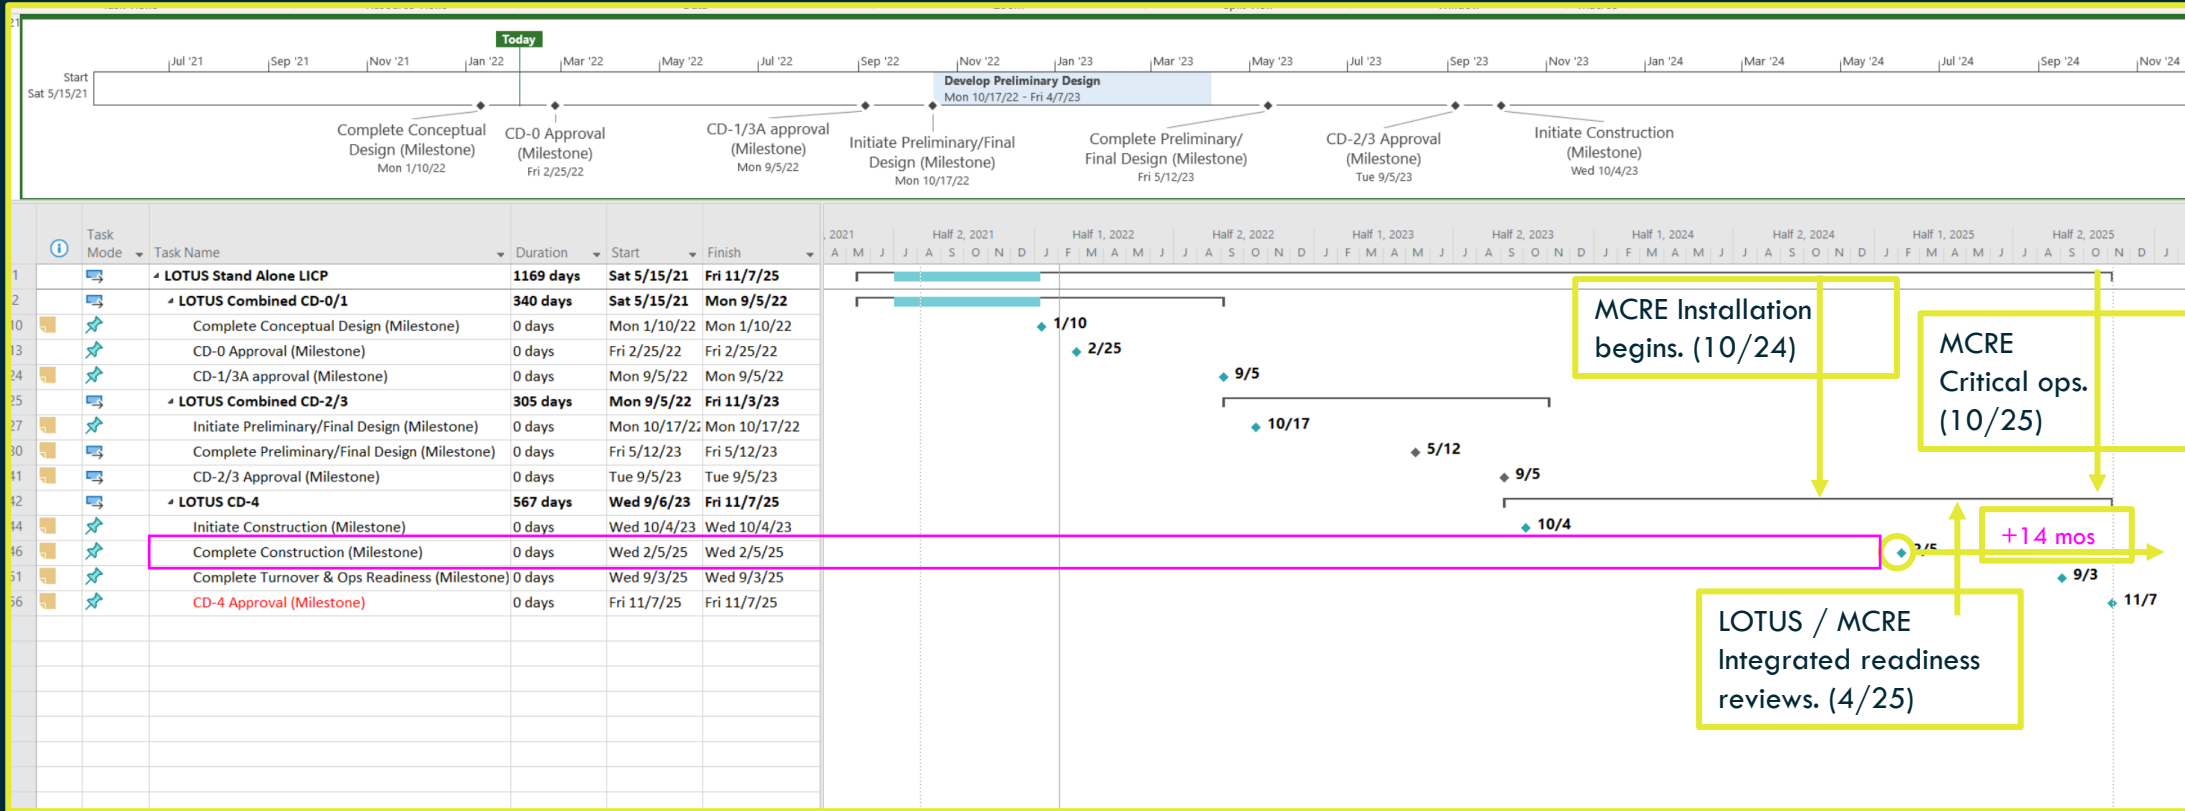 21
Today
Jul '21 Sep '21 Nov '21 Jan '22 Mar '22 May '22 Jul '22 Sep '22 Nov '22 Jan '23 Mar '23 May '23 Jul '23 Sep '23 Nov '23 Jan '24 Mar '24 May '24 Jul '24 Sep '24 Nov '24
Start
Sat 5/15/21
Develop Preliminary Design
Mon 10/17/22 - Fri 4/7/23
Complete Conceptual
Design (Milestone)
Mon 1/10/22
CD-0 Approval
(Milestone)
Fri 2/25/22
CD-1/3A approval
(Milestone)
Mon 9/5/22
Initiate Preliminary/Final
Design (Milestone)
Mon 10/17/22
Complete Preliminary/
Final Design (Milestone)
Fri 5/12/23
CD-2/3 Approval
(Milestone)
Tue 9/5/23
Initiate Construction
(Milestone)
Wed 10/4/23
Task
Mode Task Name Duration Start Finish
, 2021 Half 2, 2021 Half 1, 2022 Half 2, 2022 Half 1, 2023 Half 2, 2023 Half 1, 2024 Half 2, 2024 Half 1, 2025 Half 2, 2025
A M J J A S O N D J F M A M J J A S O N D J F M A M J J A S O N D J F M A M J J A S O N D J F M A M J J A S O N D J
1 LOTUS Stand Alone LICP 1169 days Sat 5/15/21 Fri 11/7/25
2 LOTUS Combined CD-0/1 340 days Sat 5/15/21 Mon 9/5/22
10 Complete Conceptual Design (Milestone) 0 days Mon 1/10/22 Mon 1/10/22 1/10
13 CD-0 Approval (Milestone) 0 days Fri 2/25/22 Fri 2/25/22 2/25
24 CD-1/3A approval (Milestone) 0 days Mon 9/5/22 Mon 9/5/22 9/5
25 LOTUS Combined CD-2/3 305 days Mon 9/5/22 Fri 11/3/23
27 Initiate Preliminary/Final Design (Milestone) 0 days Mon 10/17/22 Mon 10/17/22 10/17
30 Complete Preliminary/Final Design (Milestone) 0 days Fri 5/12/23 Fri 5/12/23 5/12
41 CD-2/3 Approval (Milestone) 0 days Tue 9/5/23 Tue 9/5/23 9/5
42 LOTUS CD-4 567 days Wed 9/6/23 Fri 11/7/25
44 Initiate Construction (Milestone) 0 days Wed 10/4/23 Wed 10/4/23 10/4
46 Complete Construction (Milestone) 0 days Wed 2/5/25 Wed 2/5/25 2/5
51 Complete Turnover & Ops Readiness (Milestone) 0 days Wed 9/3/25 Wed 9/3/25 9/3
56 CD-4 Approval (Milestone) 0 days Fri 11/7/25 Fri 11/7/25 11/7
MCRE Installation
begins. (10/24)
MCRE
Critical ops.
(10/25)
+14 mos
LOTUS / MCRE
Integrated readiness
reviews. (4/25)